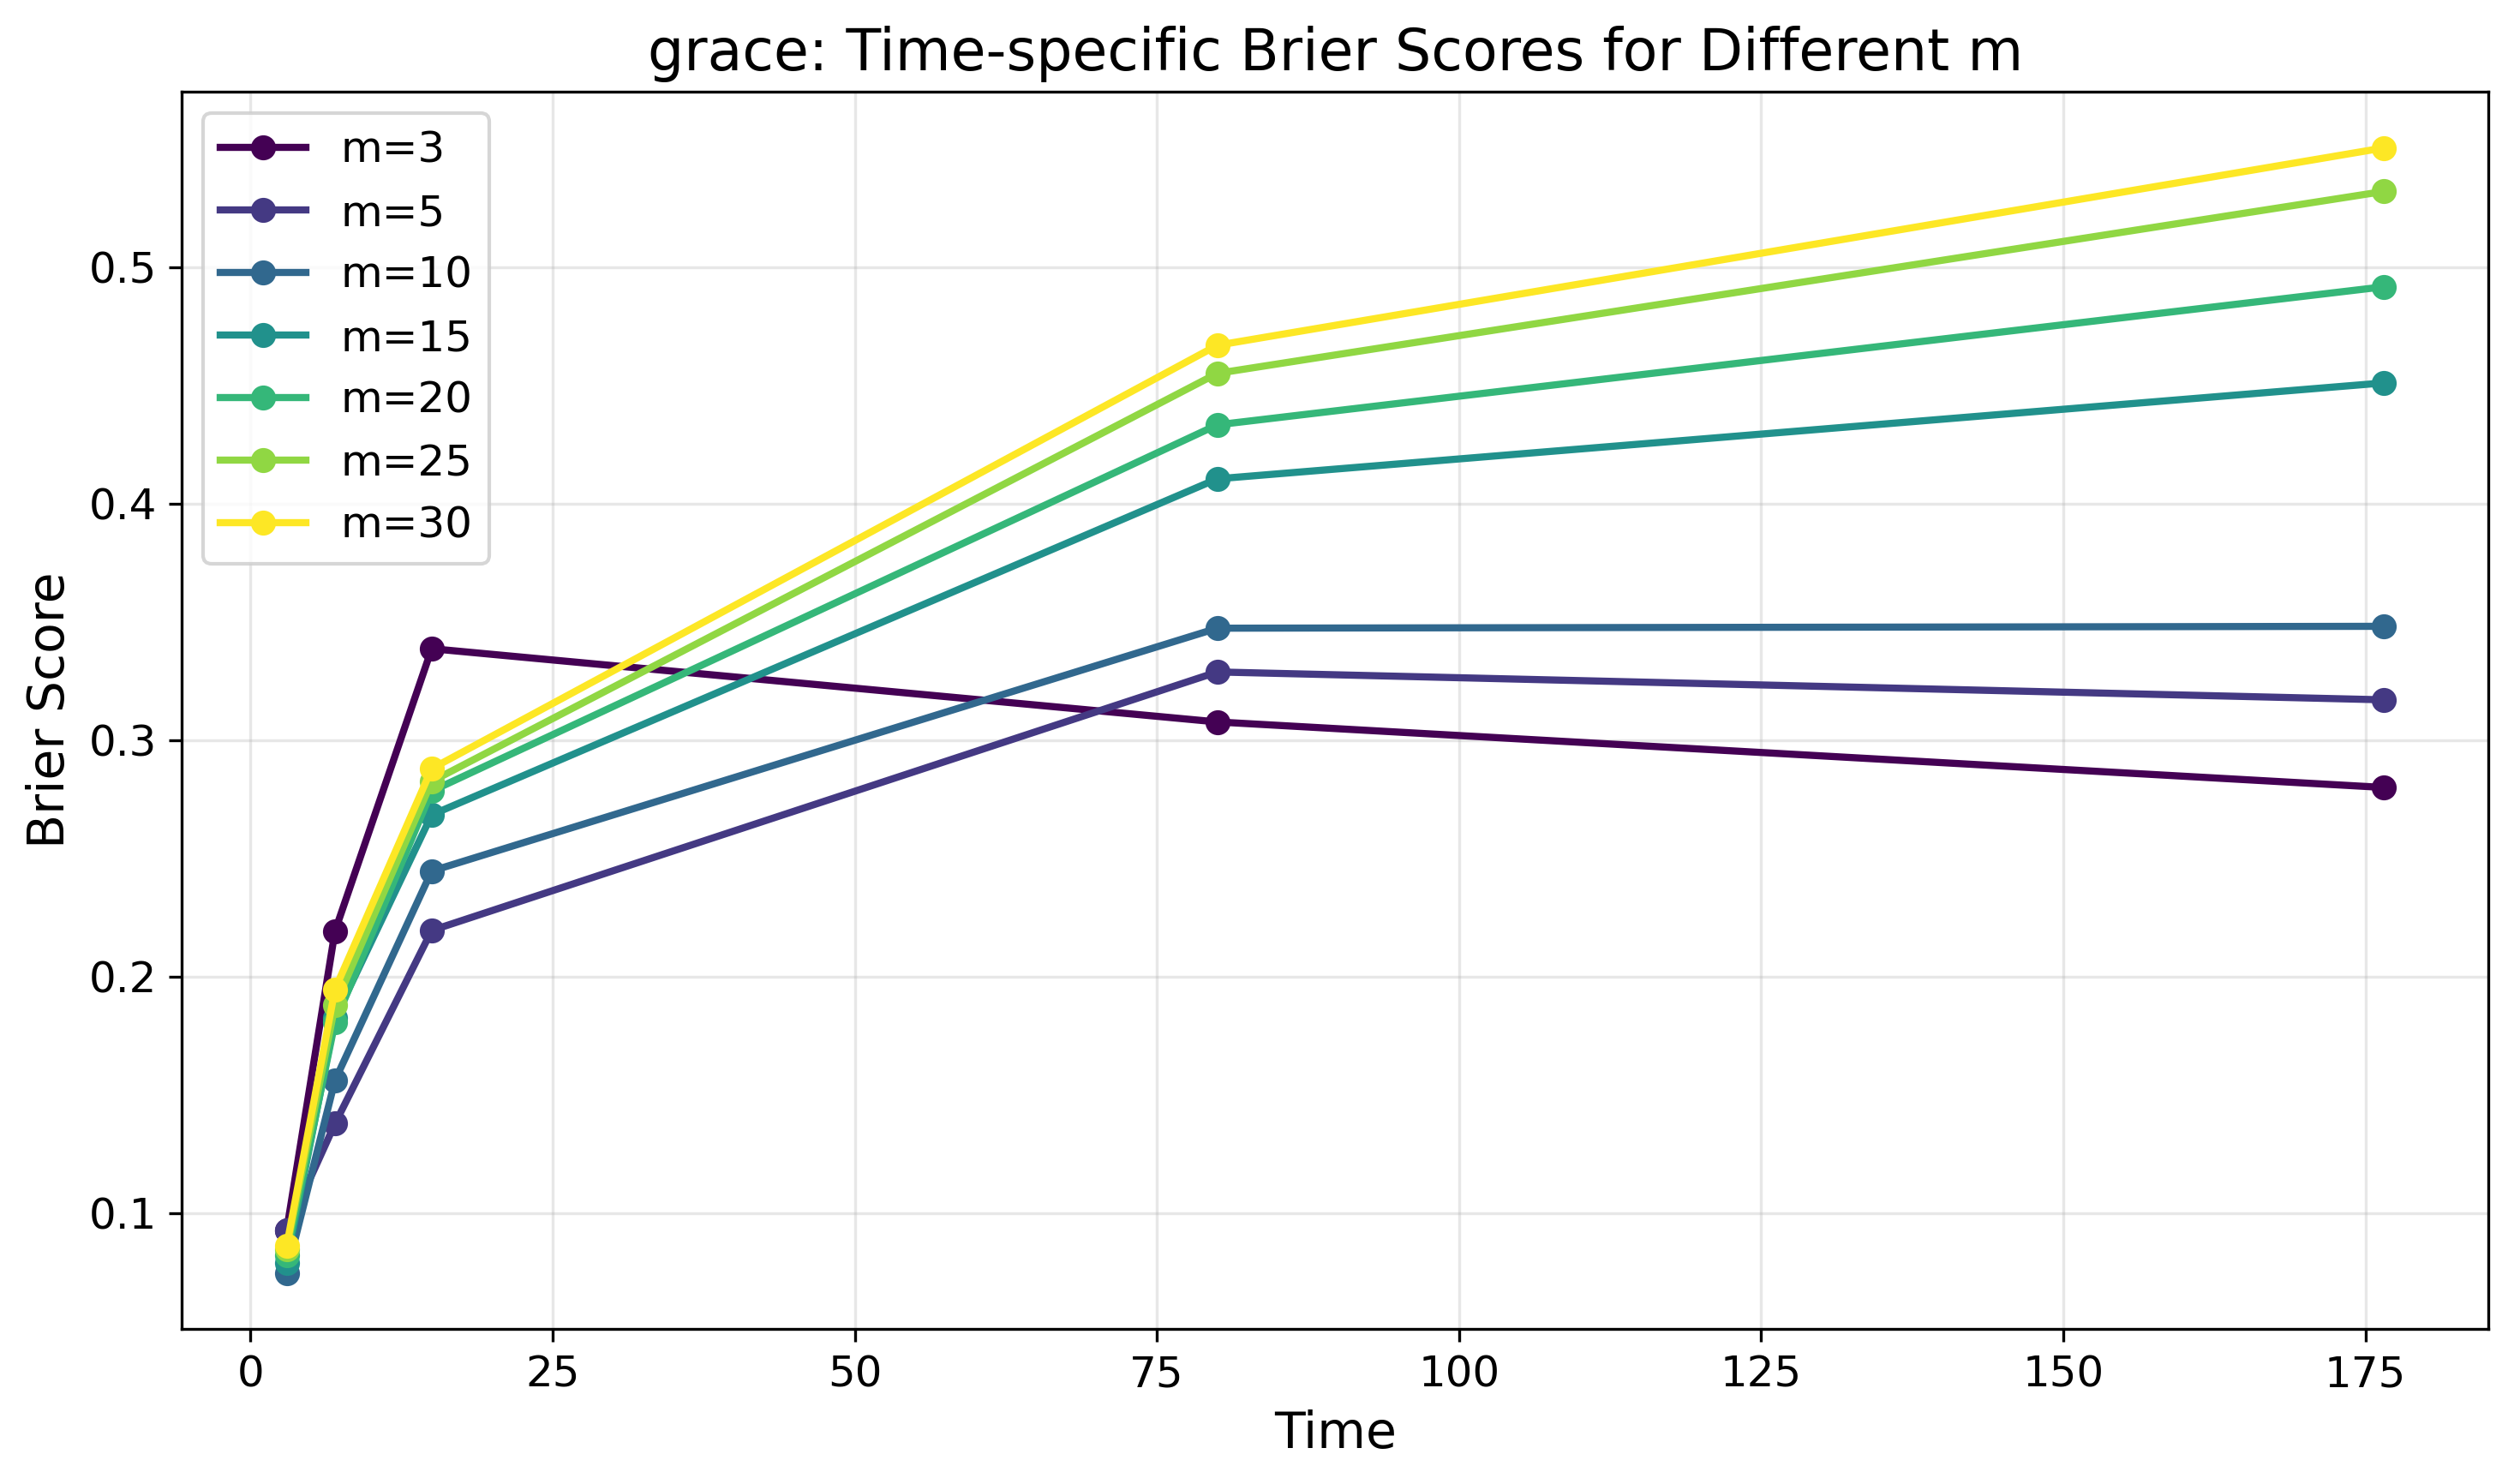 grace: Time-specific Brier Scores for Different m
m=3
m=5
m=10
m=15
m=20
m=25
m=30
Brier Score
0.5
0.4
0.3
0.2
0.1
0 25 50 75 100 125 150 175
Time